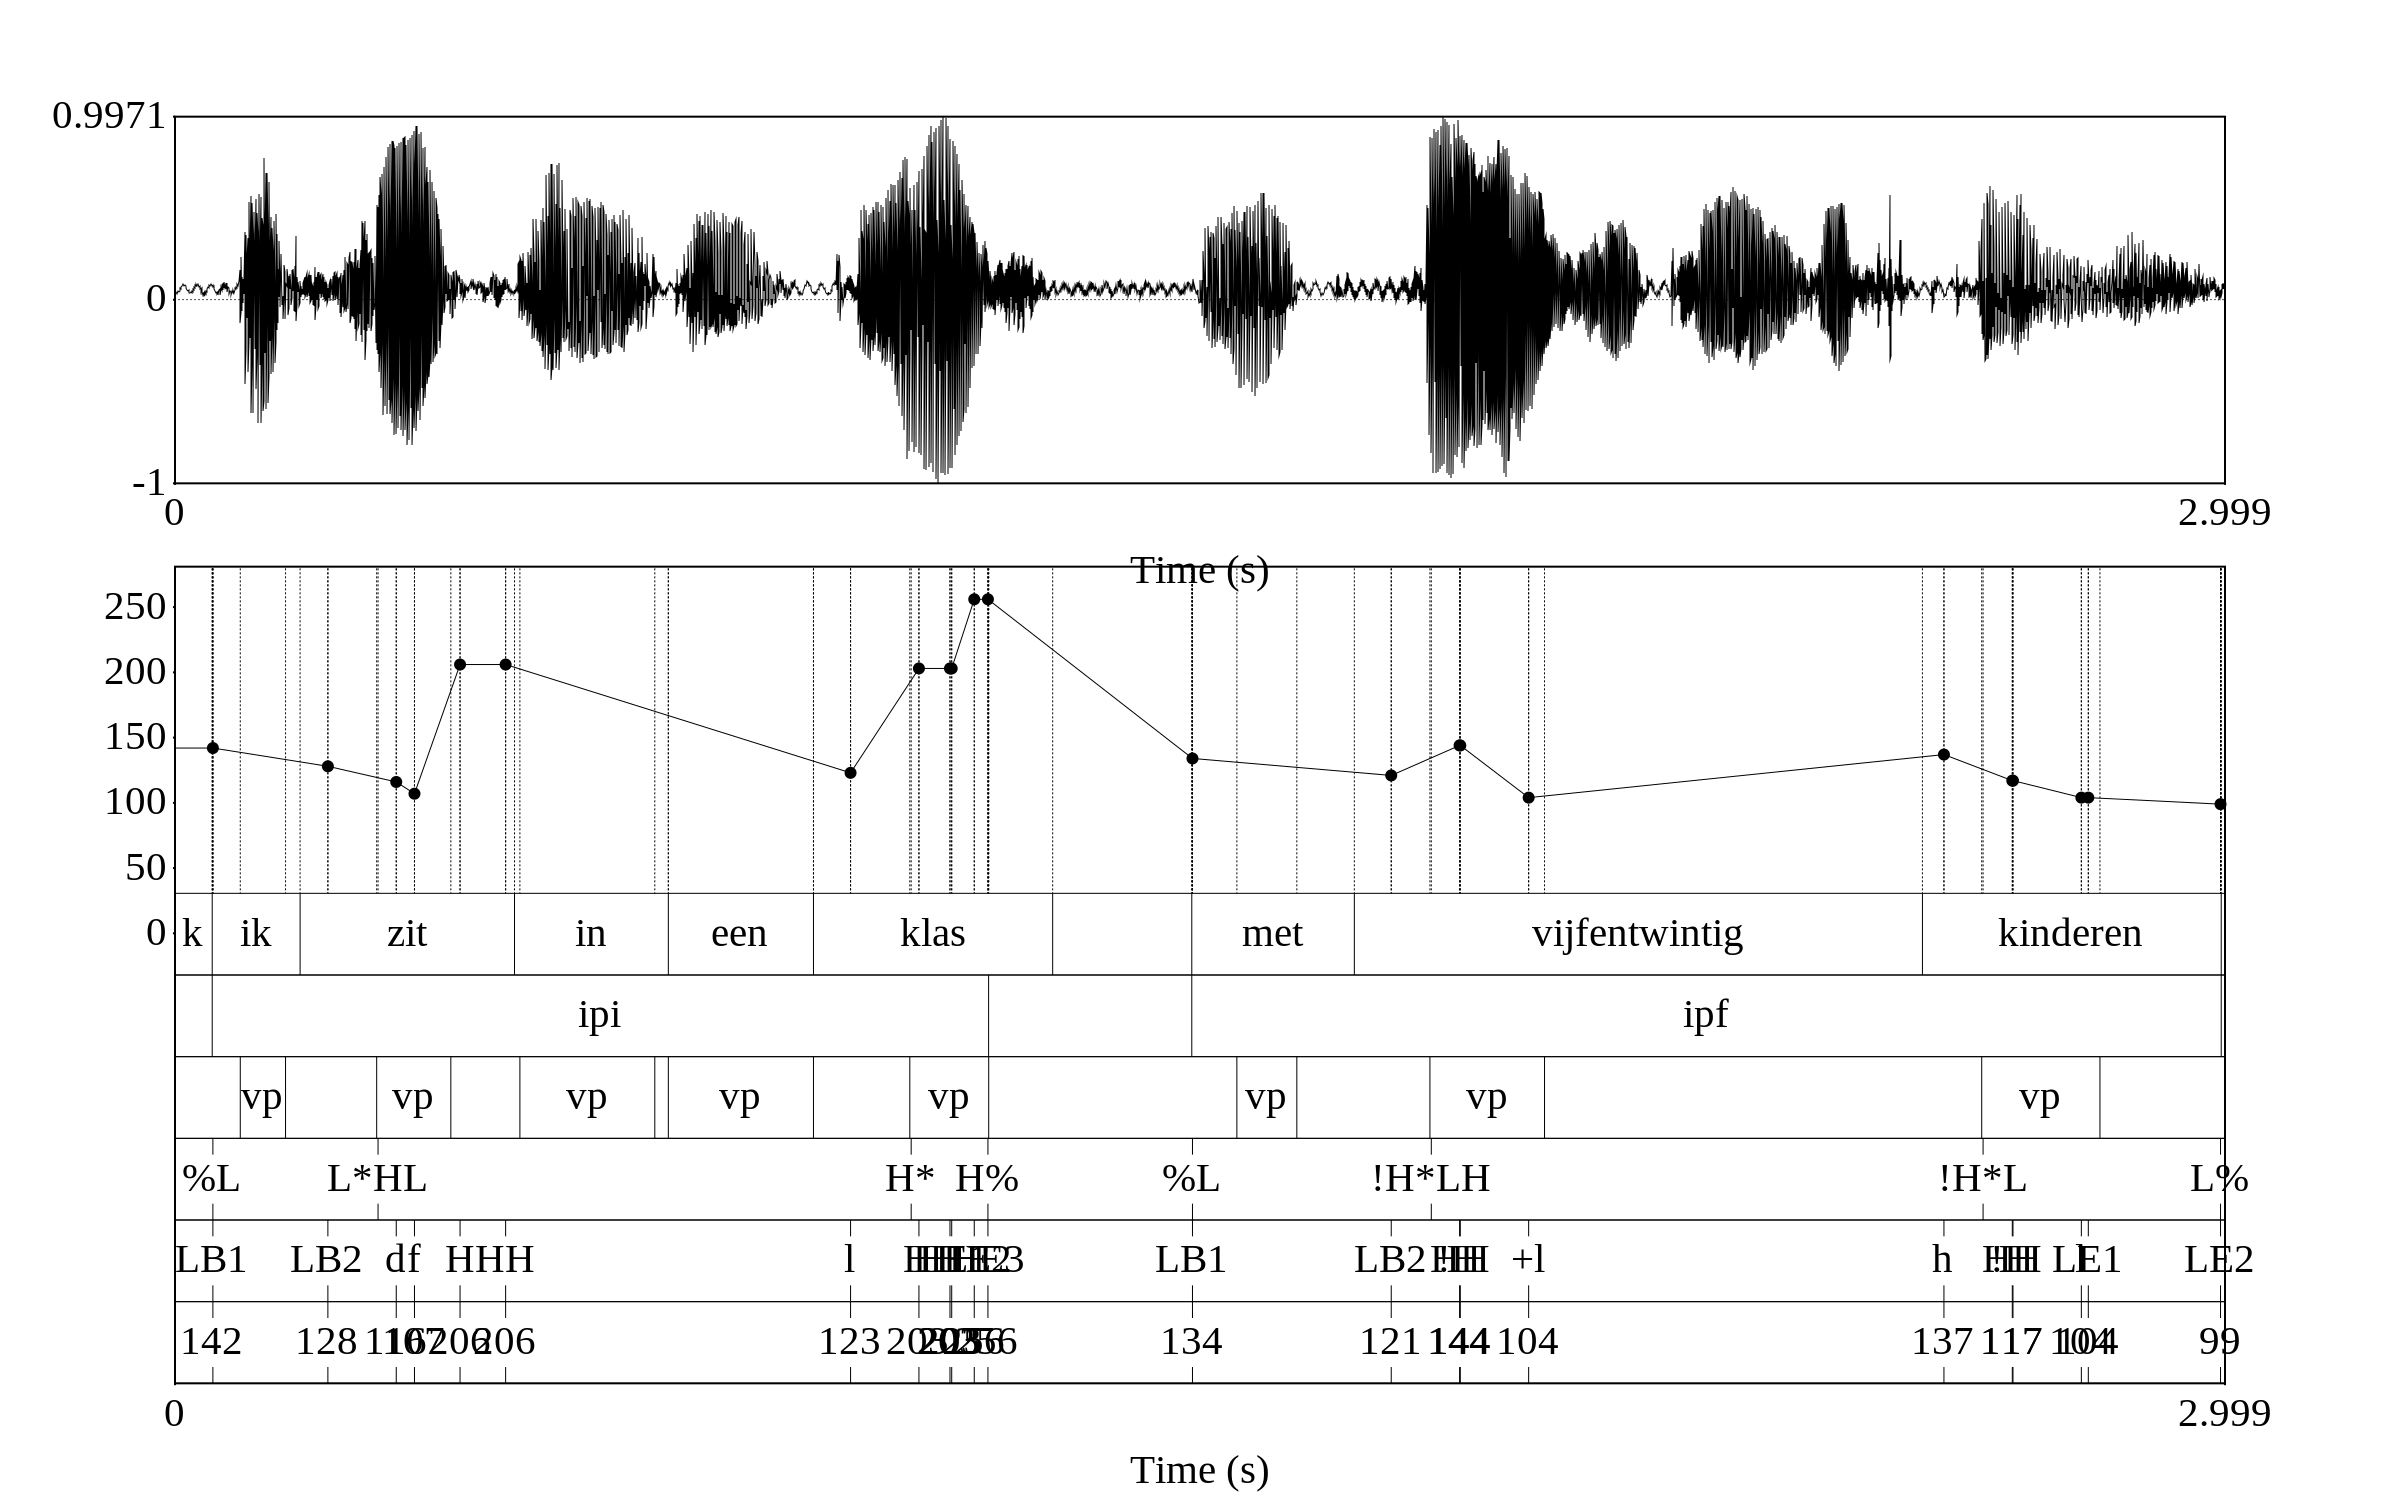 0.9971
0
-1
0 2.999
Time (s)
250
200
150
100
50
0 k ik zit in een klas met vijfentwintig kinderen
ipi ipf
vp vp vp vp vp vp vp vp
%L L*HL H* H% %L !H*LH !H*L L%
LB1 LB2 df HHH l LB1 LB2 +l h LE1 LE2
142 128 206 123 134 121 144 104 137 117 104 99
0 2.999
Time (s)